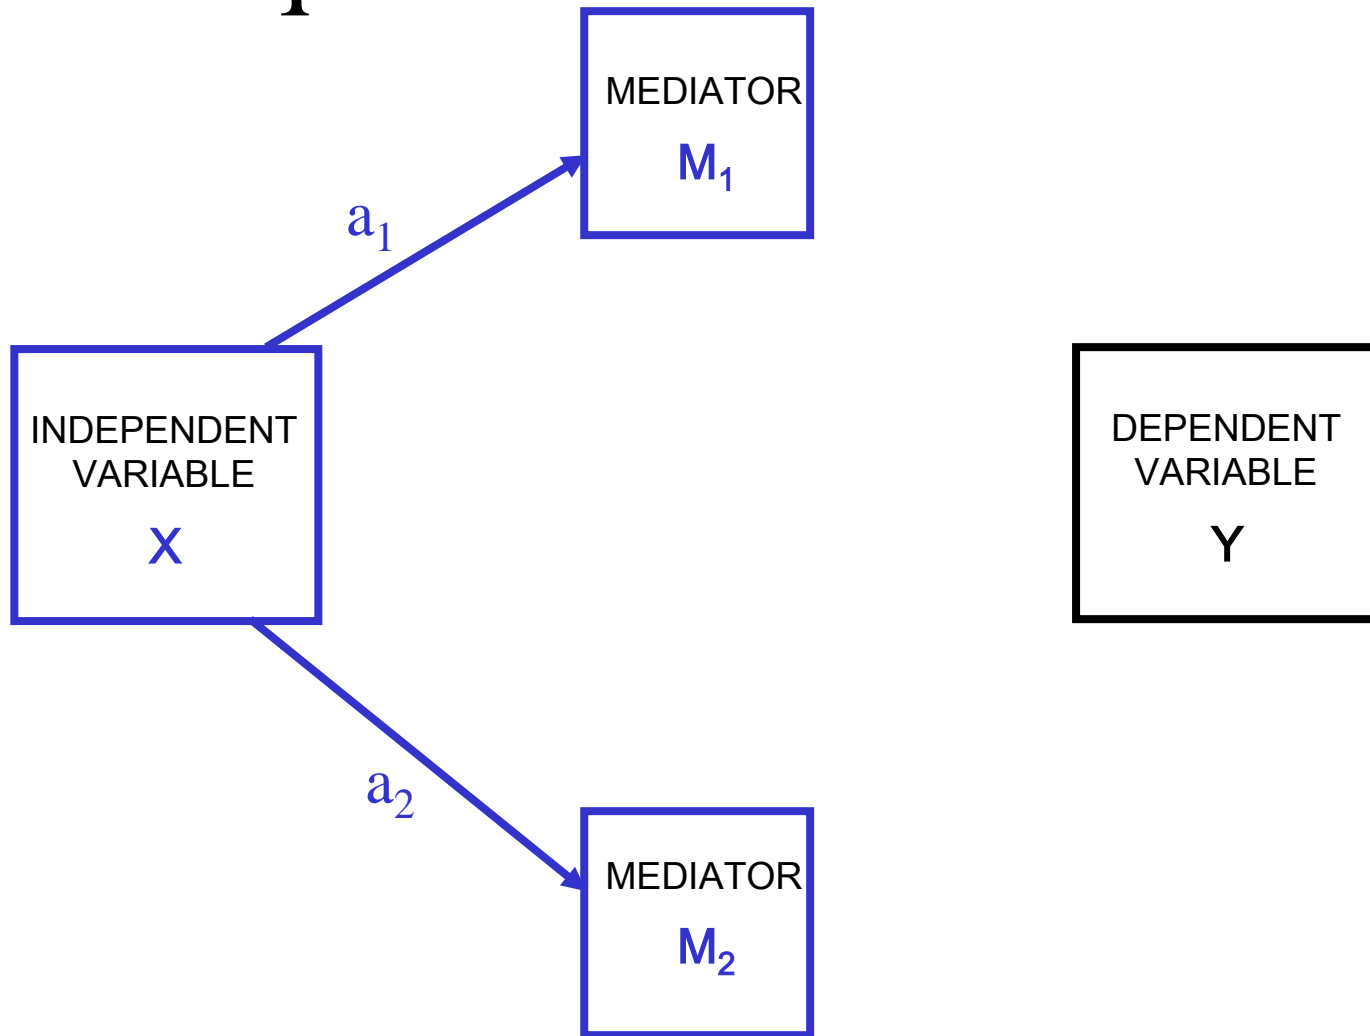 MEDIATOR
M₁
a₁
INDEPENDENT
VARIABLE
X
DEPENDENT
VARIABLE
Y
a₂
MEDIATOR
M₂